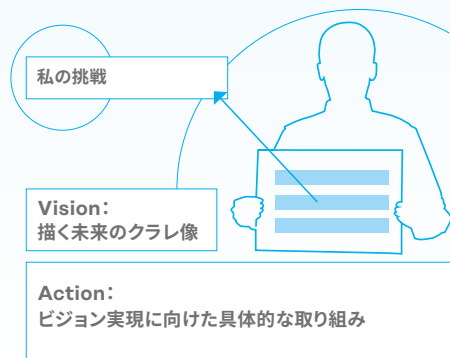 私の挑戦
Vision：
描く未来のクラレ像
Action：
ビジョン実現に向けた具体的な取り組み